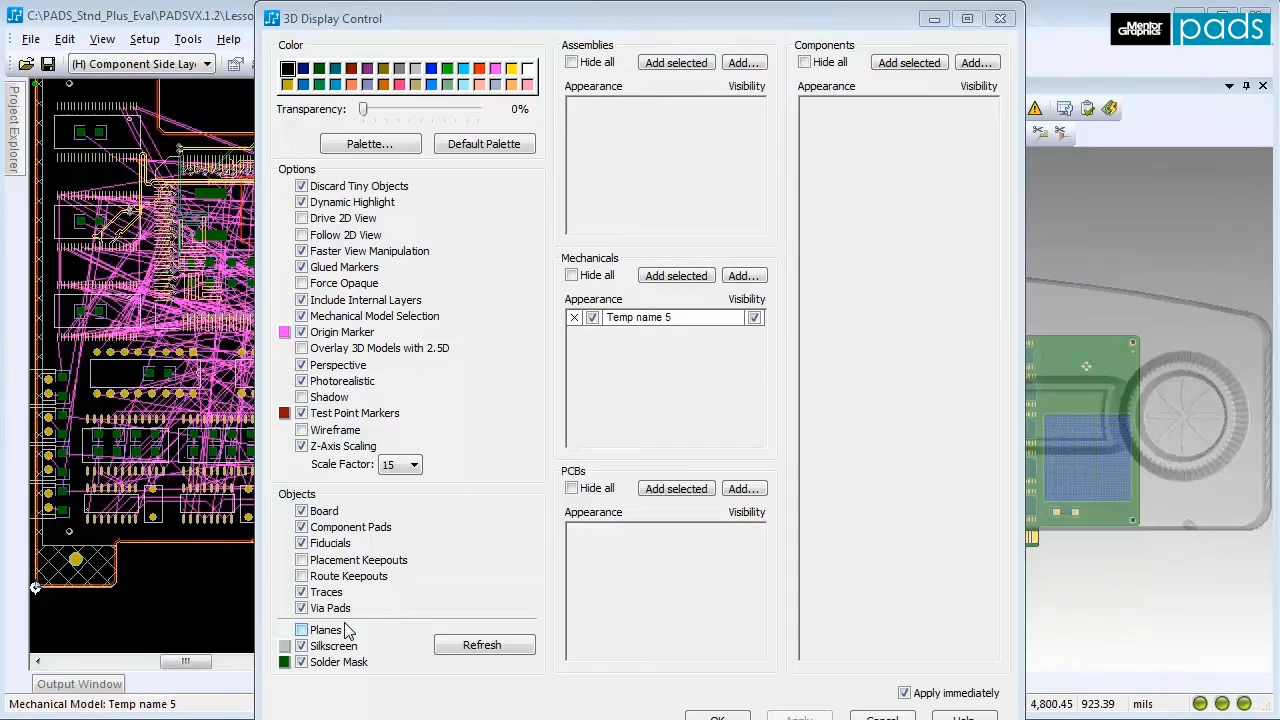 C:\PADS_Stnd_Plus_Eval\PADSVX.1.2\Lesso
File Edit View Setup Tools Help
(H) Component Side Lay
Project Explorer
Output Window
Mechanical Model: Temp name 5
3D Display Control
Color
Transparency: 0%
Palette... Default Palette
Options
Discard Tiny Objects
Dynamic Highlight
Drive 2D View
Follow 2D View
Faster View Manipulation
Glued Markers
Force Opaque
Include Internal Layers
Mechanical Model Selection
Origin Marker
Overlay 3D Models with 2.5D
Perspective
Photorealistic
Shadow
Test Point Markers
Wireframe
Z-Axis Scaling
Scale Factor: 15
Objects
Board
Component Pads
Fiducials
Placement Keepouts
Route Keepouts
Traces
Via Pads
Planes
Silkscreen
Solder Mask
Refresh
Assemblies
Hide all Add selected Add...
Appearance Visibility
Mechanicals
Hide all Add selected Add...
Appearance Visibility
Temp name 5
PCBs
Hide all Add selected Add...
Appearance Visibility
Components
Hide all Add selected Add...
Appearance Visibility
Apply immediately
OK Apply Cancel Help
Mentor Graphics pads
4,800.45 923.39 mils